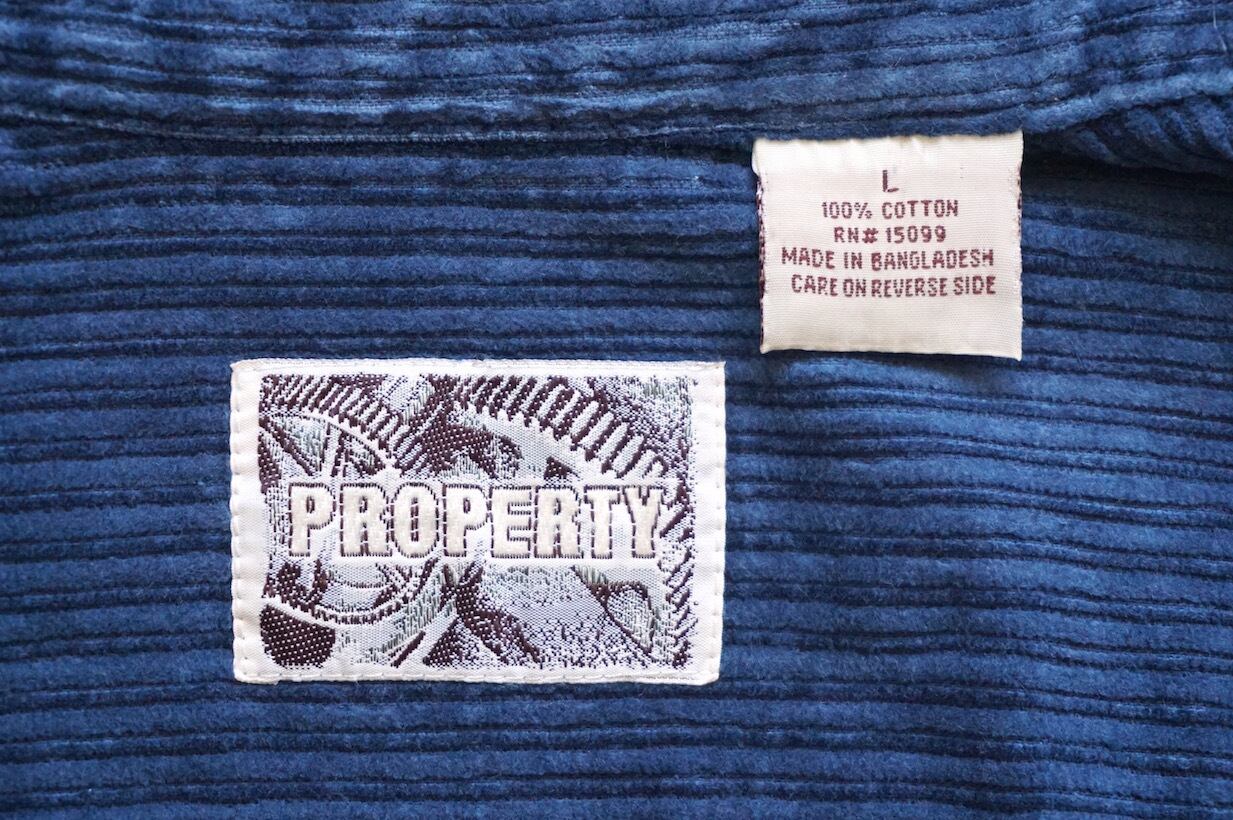 L
100% COTTON
RN# 15099
MADE IN BANGLADESH
CARE ON REVERSE SIDE
PROPERTY